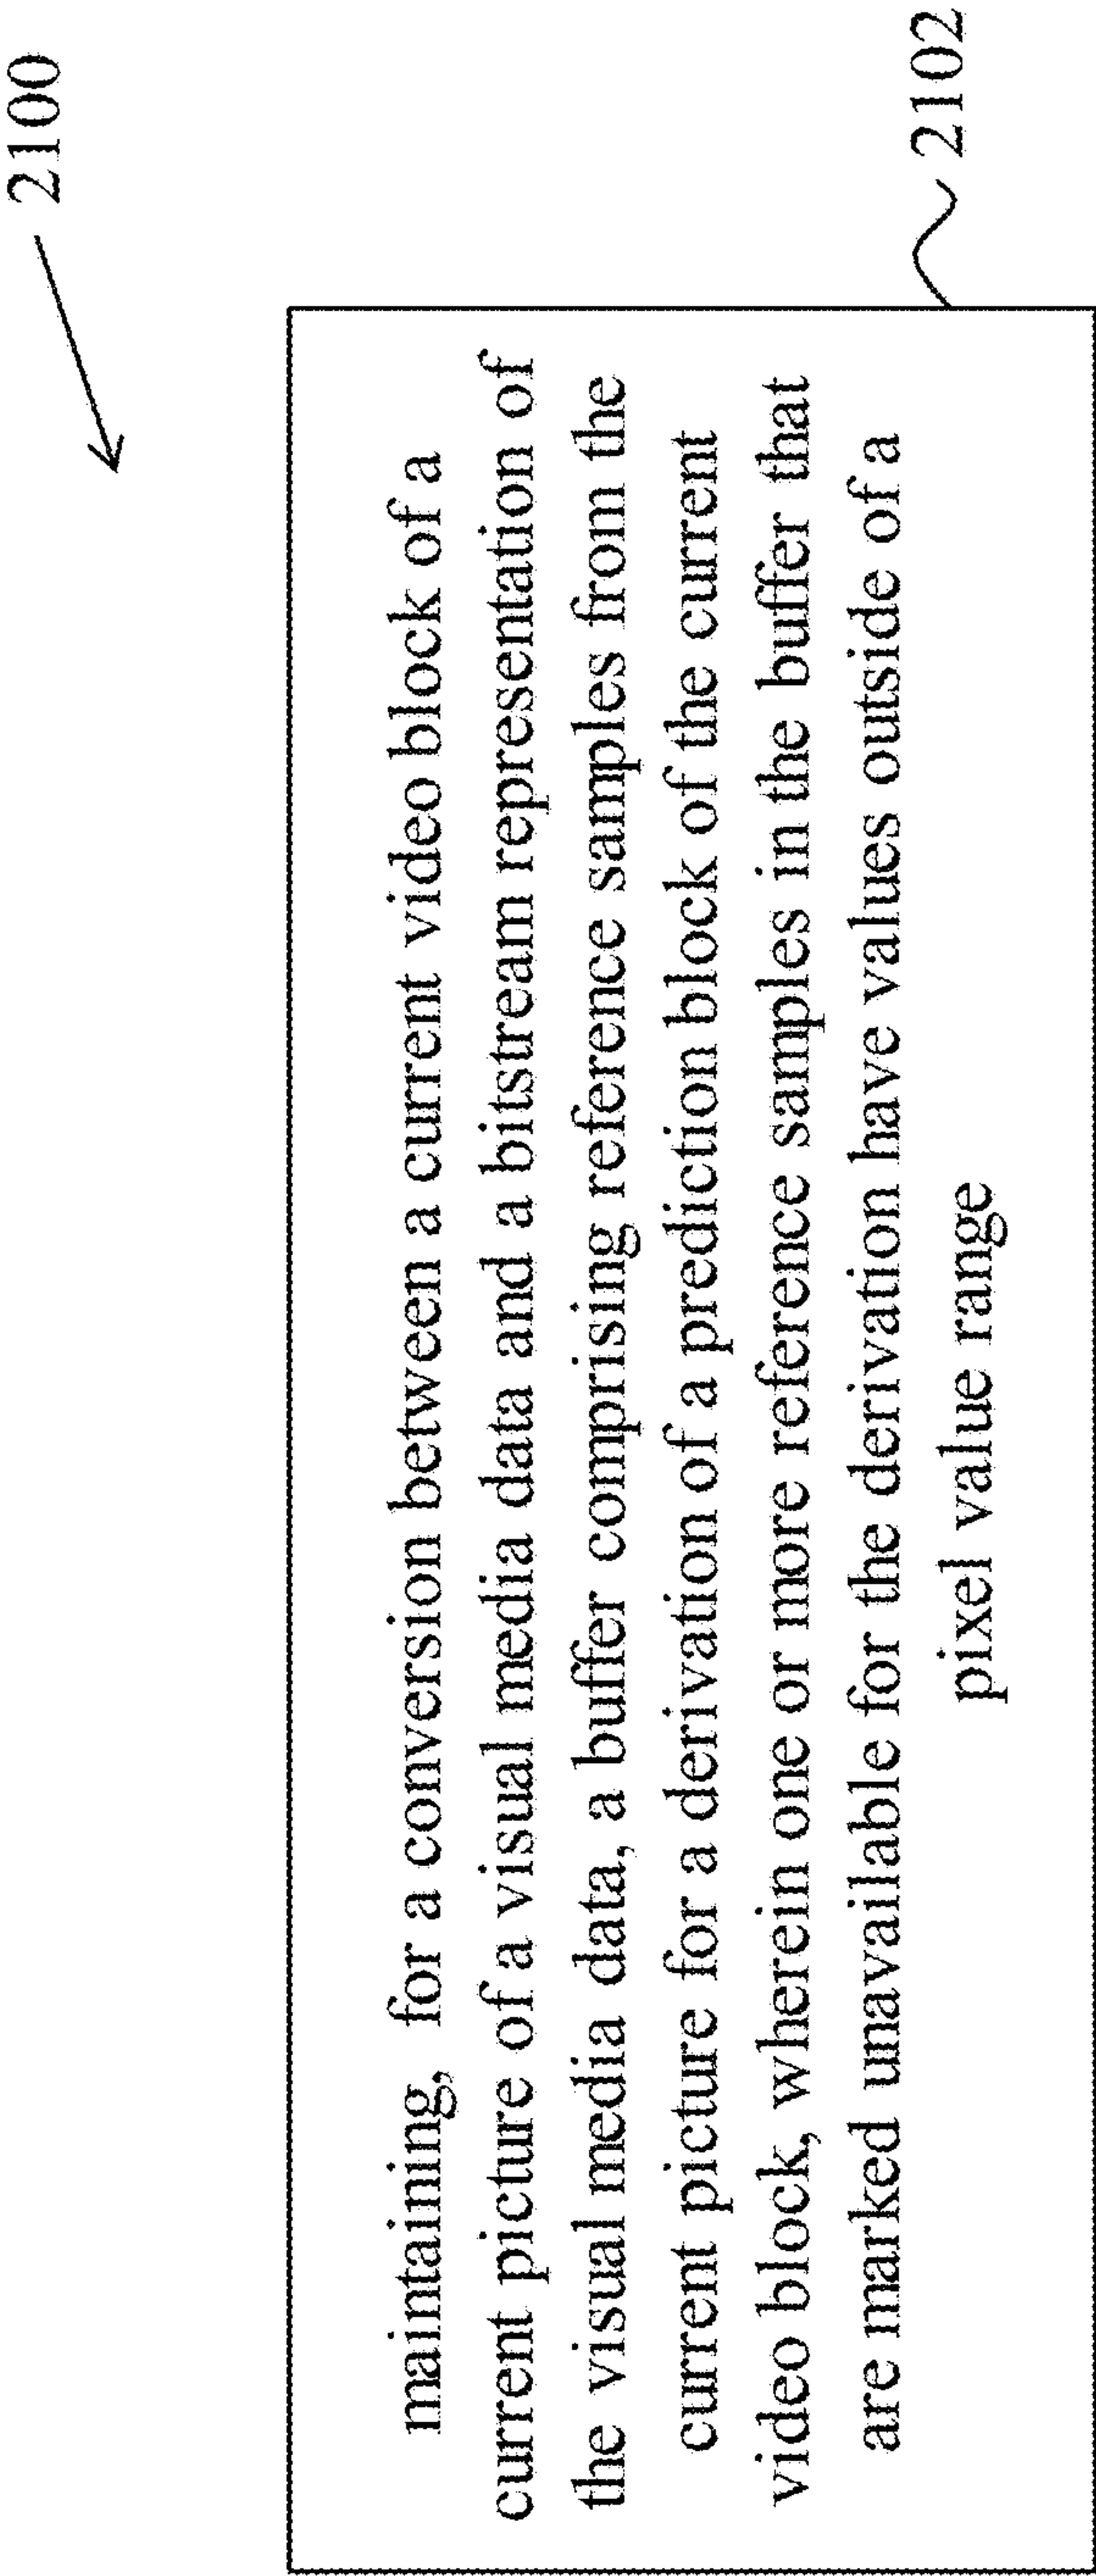 2100
maintaining, for a conversion between a current video block of a
current picture of a visual media data and a bitstream representation of
the visual media data, a buffer comprising reference samples from the
current picture for a derivation of a prediction block of the current
video block, wherein one or more reference samples in the buffer that
are marked unavailable for the derivation have values outside of a
pixel value range
2102